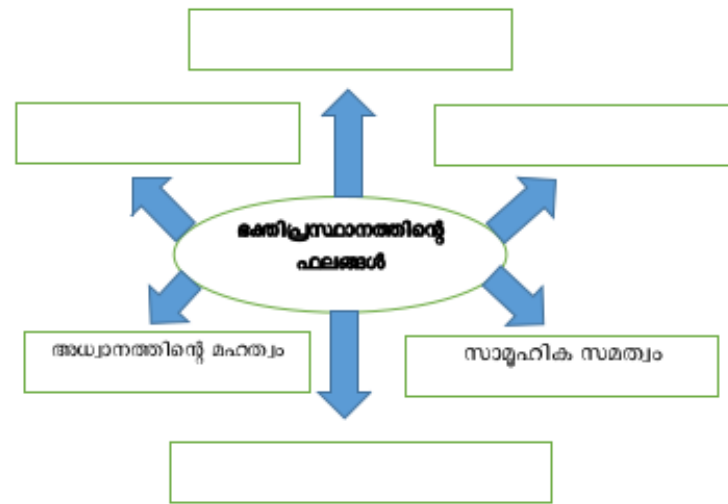 ഭക്തിപ്രസ്ഥാനത്തിന്റെ
ഫലങ്ങൾ
അധ്വാനത്തിന്റെ മഹത്വം
സാമൂഹിക സമത്വം